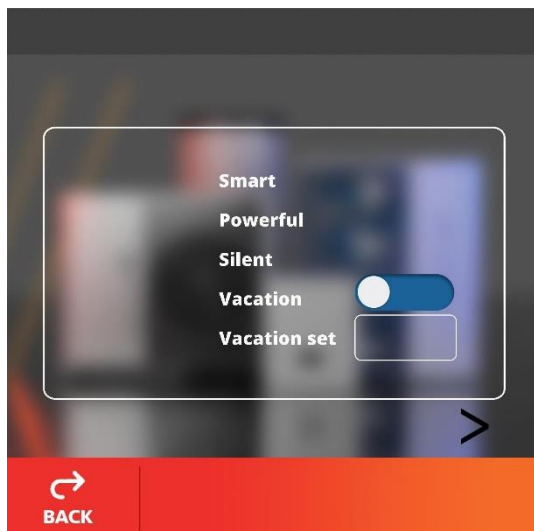 Smart
Powerful
Silent
Vacation
Vacation set
>
BACK